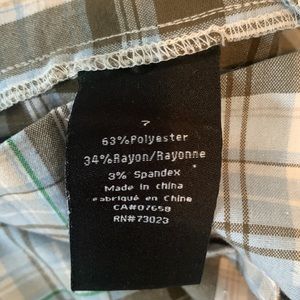 7
63%Polyester
34%Rayon/Rayonne
3% Spandex
Made in china
Fabriqué en Chine
CA#07658
RN#73023